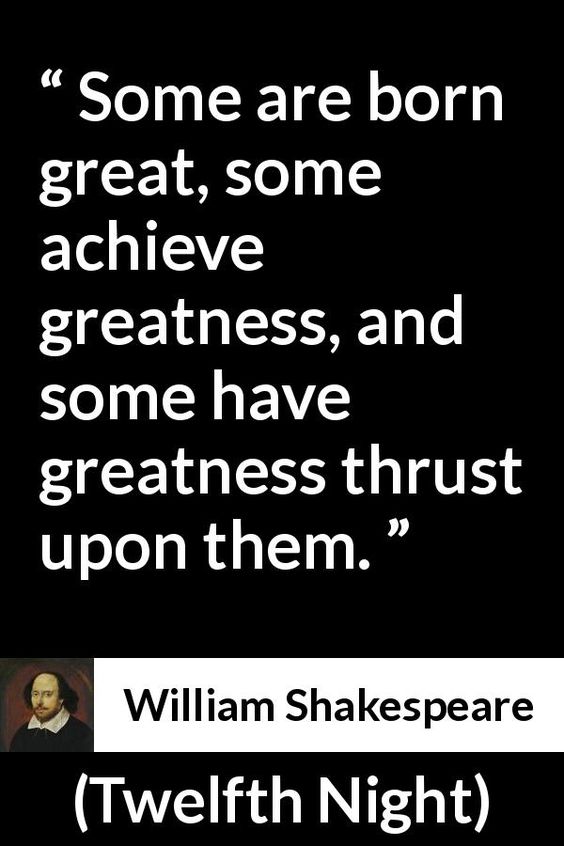 “ Some are born
great, some
achieve
greatness, and
some have
greatness thrust
upon them. ”
William Shakespeare
(Twelfth Night)